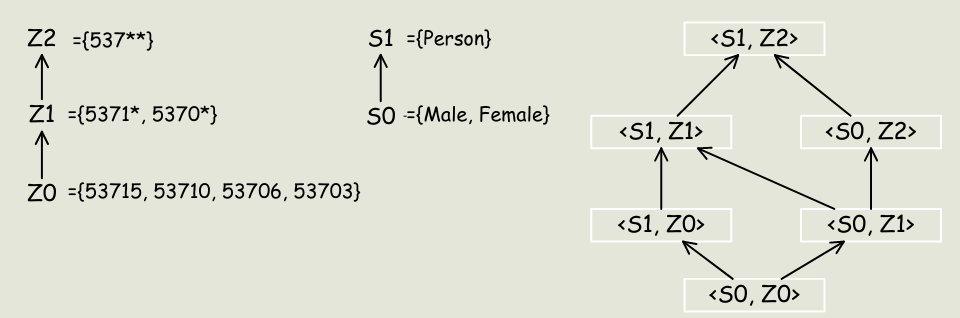 Z2 ={537**}
Z1 ={5371*, 5370*}
Z0 ={53715, 53710, 53706, 53703}
S1 ={Person}
S0 ={Male, Female}
<S1, Z2>
<S1, Z1> <S0, Z2>
<S1, Z0> <S0, Z1>
<S0, Z0>